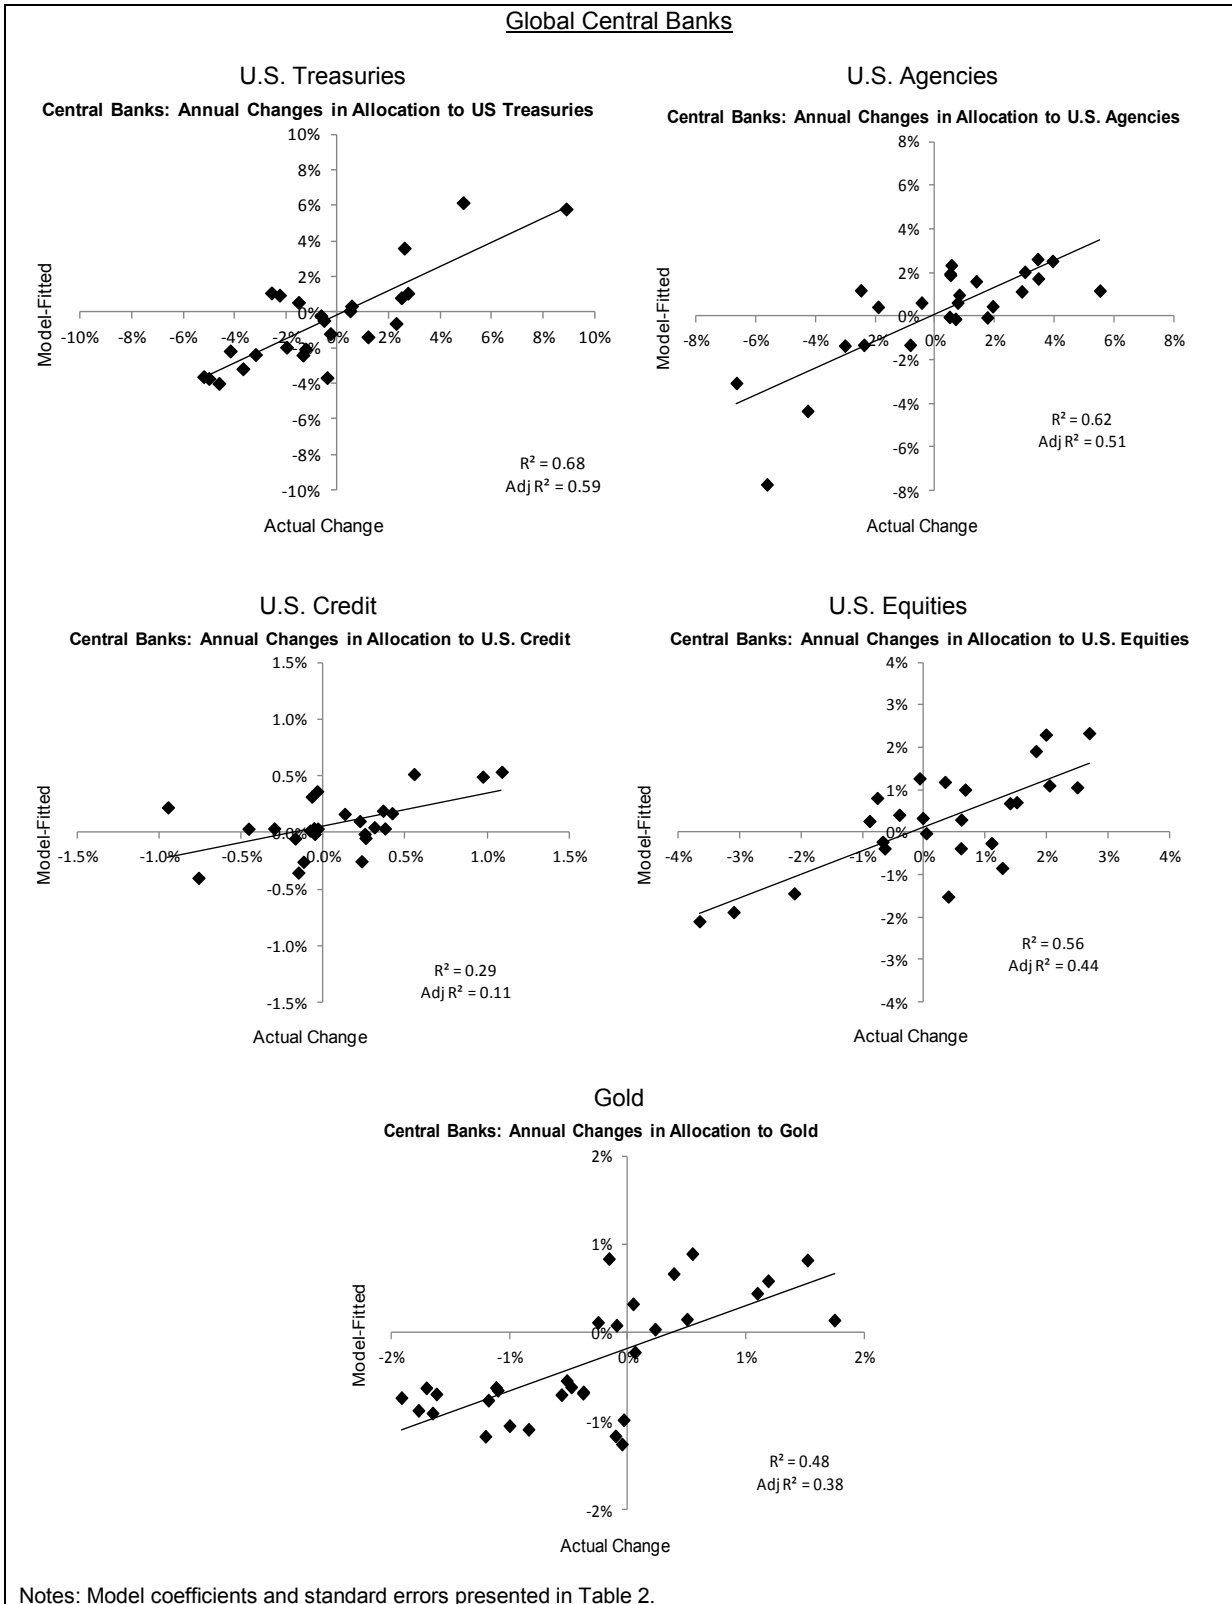 Global Central Banks
U.S. Treasuries
Central Banks: Annual Changes in Allocation to US Treasuries
10%
8%
6%
4%
2%
0%
-2%
-4%
-6%
-8%
-10%
-10% -8% -6% -4% -2% 0% 2% 4% 6% 8% 10%
Model-Fitted
R² = 0.68
Adj R² = 0.59
Actual Change
U.S. Agencies
Central Banks: Annual Changes in Allocation to U.S. Agencies
8%
6%
4%
2%
0%
-2%
-4%
-6%
-8%
-8% -6% -4% -2% 0% 2% 4% 6% 8%
Model-Fitted
R² = 0.62
Adj R² = 0.51
Actual Change
U.S. Credit
Central Banks: Annual Changes in Allocation to U.S. Credit
1.5%
1.0%
0.5%
0.0%
-0.5%
-1.0%
-1.5%
-1.5% -1.0% -0.5% 0.0% 0.5% 1.0% 1.5%
Model-Fitted
R² = 0.29
Adj R² = 0.11
Actual Change
U.S. Equities
Central Banks: Annual Changes in Allocation to U.S. Equities
4%
3%
2%
1%
0%
-1%
-2%
-3%
-4%
-4% -3% -2% -1% 0% 1% 2% 3% 4%
Model-Fitted
R² = 0.56
Adj R² = 0.44
Actual Change
Gold
Central Banks: Annual Changes in Allocation to Gold
2%
1%
0%
-1%
-2%
-2% -1% 0% 1% 2%
Model-Fitted
R² = 0.48
Adj R² = 0.38
Actual Change
Notes: Model coefficients and standard errors presented in Table 2.